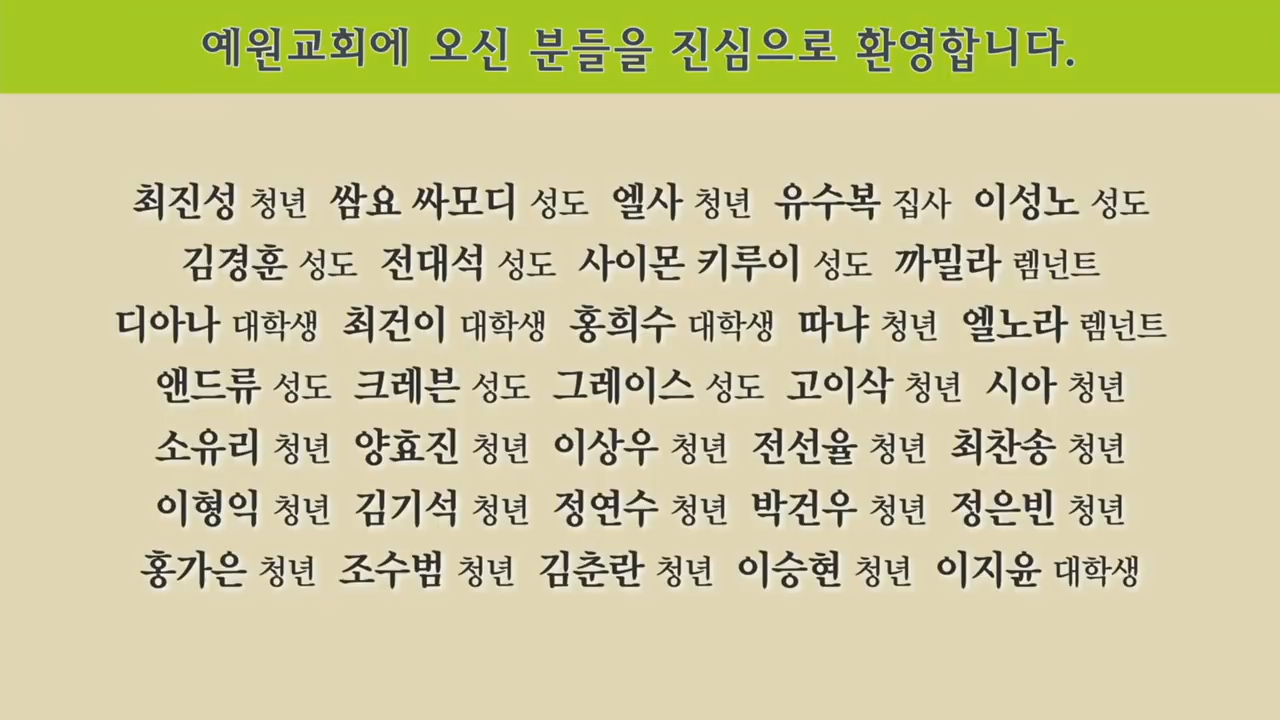 예원교회에 오신 분들을 진심으로 환영합니다.
최진성 청년 쌈요 싸모디 성도 엘사 청년 유수복 집사 이성노 성도
김경훈 성도 전대석 성도 사이몬 키루이 성도 까밀라 렘넌트
디아나 대학생 최건이 대학생 홍희수 대학생 따냐 청년 엘노라 렘넌트
앤드류 성도 크레븐 성도 그레이스 성도 고이삭 청년 시아 청년
소유리 청년 양효진 청년 이상우 청년 전선율 청년 최찬송 청년
이형익 청년 김기석 청년 정연수 청년 박건우 청년 정은빈 청년
홍가은 청년 조수범 청년 김춘란 청년 이승현 청년 이지윤 대학생